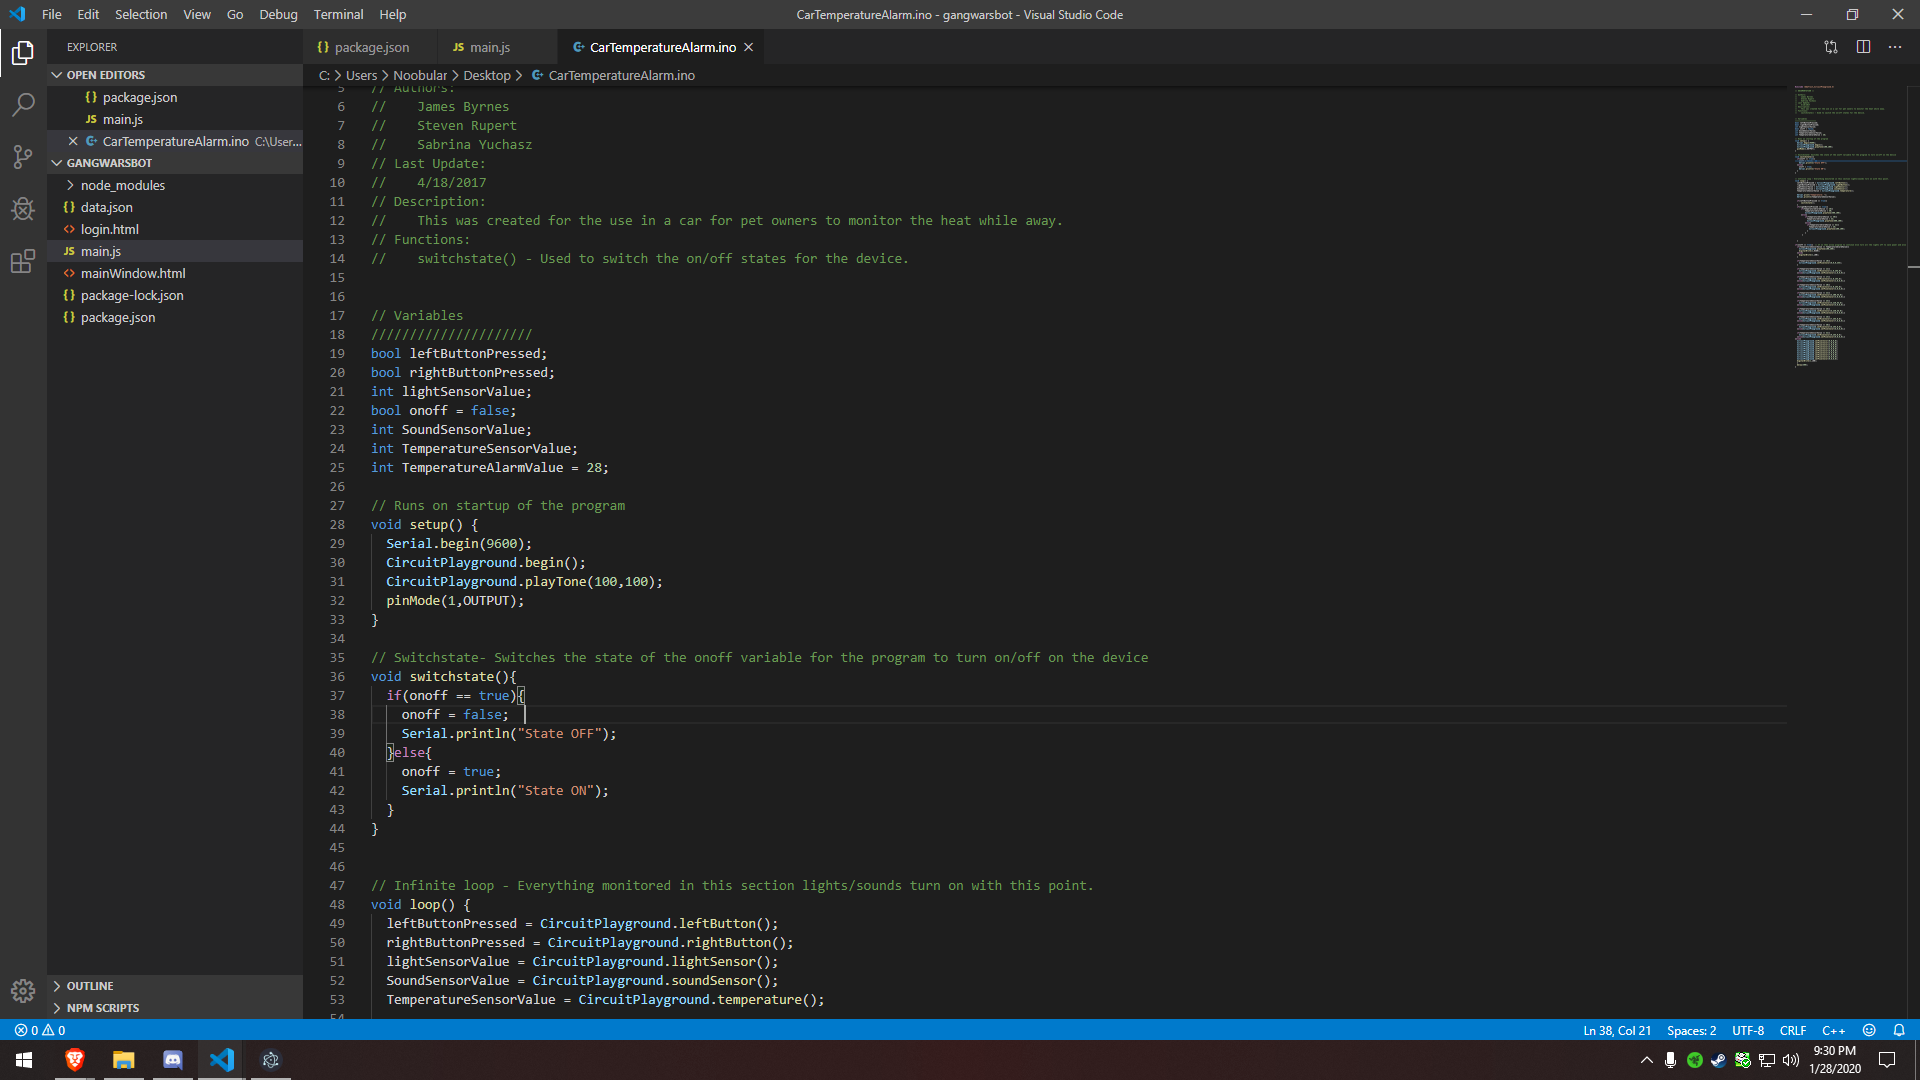 File Edit Selection View Go Debug Terminal Help
CarTemperatureAlarm.ino - gangwarsbot - Visual Studio Code
EXPLORER
OPEN EDITORS
{} package.json
JS main.js
CarTemperatureAlarm.ino C:\User...
GANGWARSBOT
node_modules
{} data.json
<> login.html
JS main.js
<> mainWindow.html
{} package-lock.json
{} package.json
OUTLINE
NPM SCRIPTS
{} package.json JS main.js CarTemperatureAlarm.ino
C: > Users > Noobular > Desktop > CarTemperatureAlarm.ino
5 // Authors:
6 //    James Byrnes
7 //    Steven Rupert
8 //    Sabrina Yuchasz
9 // Last Update:
10 //    4/18/2017
11 // Description:
12 //    This was created for the use in a car for pet owners to monitor the heat while away.
13 // Functions:
14 //    switchstate() - Used to switch the on/off states for the device.
15
16
17 // Variables
18 /////////////////////
19 bool leftButtonPressed;
20 bool rightButtonPressed;
21 int lightSensorValue;
22 bool onoff = false;
23 int SoundSensorValue;
24 int TemperatureSensorValue;
25 int TemperatureAlarmValue = 28;
26
27 // Runs on startup of the program
28 void setup() {
29   Serial.begin(9600);
30   CircuitPlayground.begin();
31   CircuitPlayground.playTone(100,100);
32   pinMode(1,OUTPUT);
33 }
34
35 // Switchstate- Switches the state of the onoff variable for the program to turn on/off on the device
36 void switchstate(){
37   if(onoff == true){
38     onoff = false;
39     Serial.println("State OFF");
40   }else{
41     onoff = true;
42     Serial.println("State ON");
43   }
44 }
45
46
47 // Infinite loop - Everything monitored in this section lights/sounds turn on with this point.
48 void loop() {
49   leftButtonPressed = CircuitPlayground.leftButton();
50   rightButtonPressed = CircuitPlayground.rightButton();
51   lightSensorValue = CircuitPlayground.lightSensor();
52   SoundSensorValue = CircuitPlayground.soundSensor();
53   TemperatureSensorValue = CircuitPlayground.temperature();
54
0 0
Ln 38, Col 21 Spaces: 2 UTF-8 CRLF C++
9:30 PM
1/28/2020